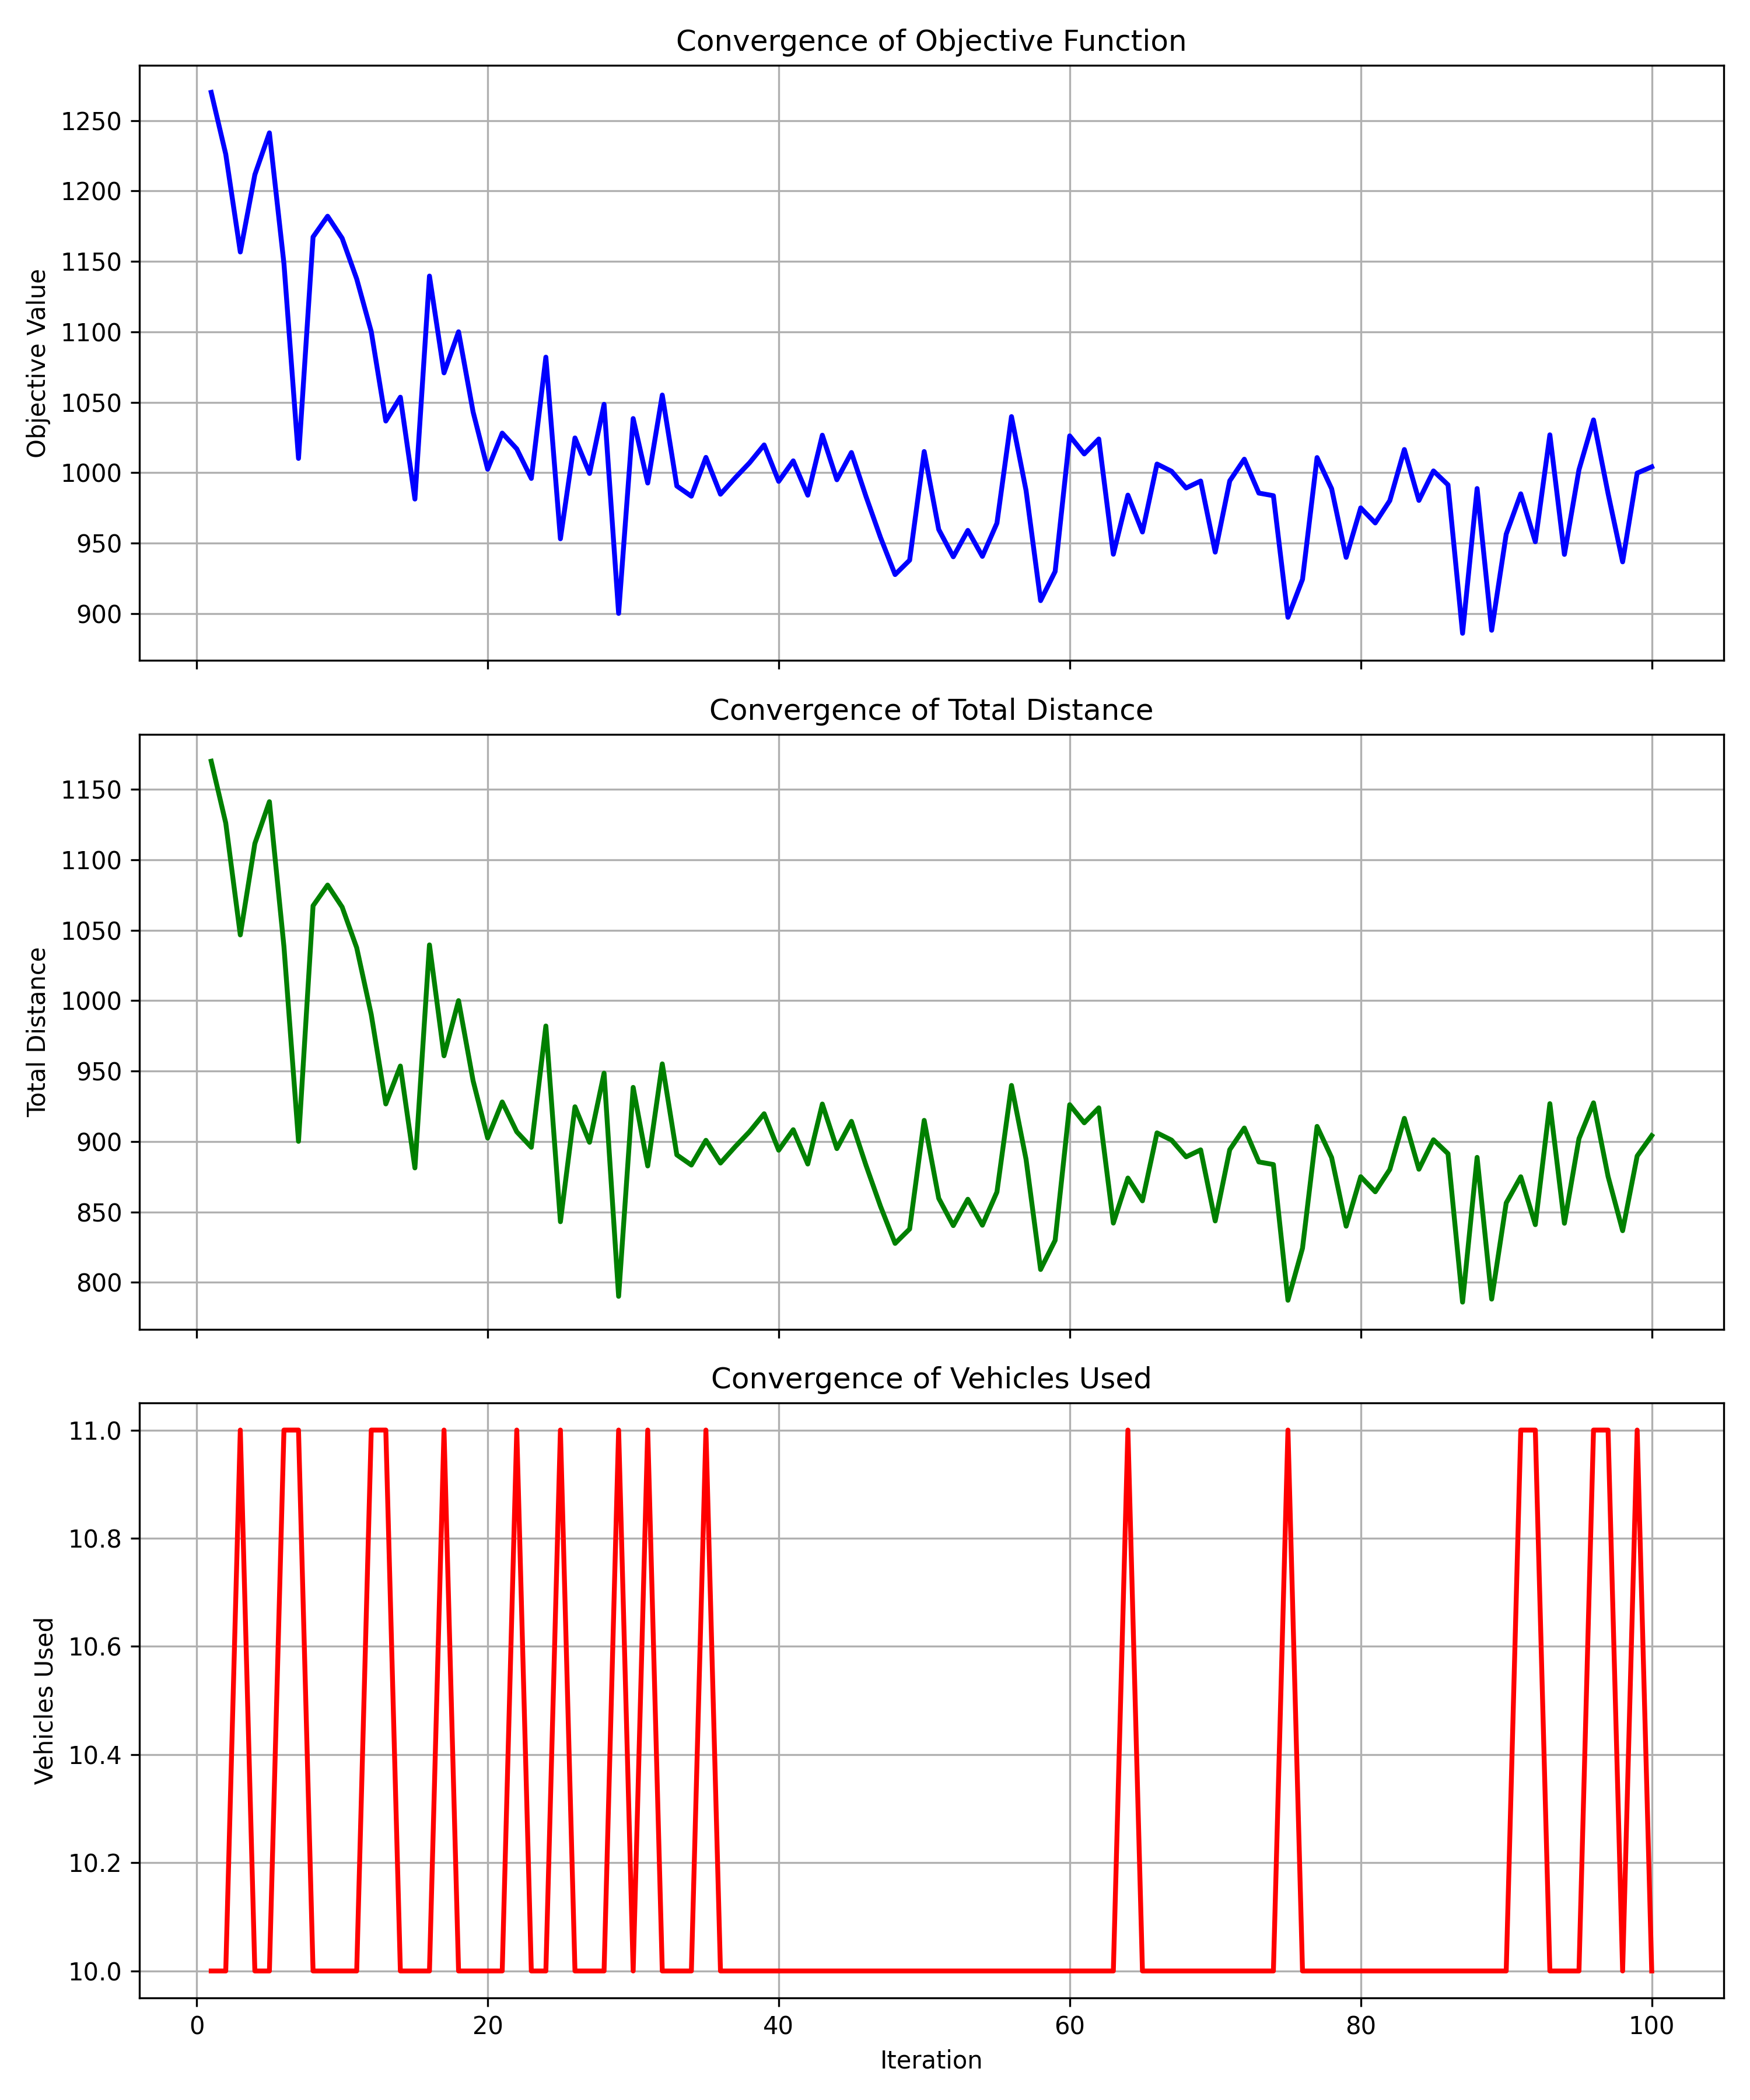 Convergence of Objective Function
Objective Value
1250
1200
1150
1100
1050
1000
950
900
Convergence of Total Distance
Total Distance
1150
1100
1050
1000
950
900
850
800
Convergence of Vehicles Used
Vehicles Used
11.0
10.8
10.6
10.4
10.2
10.0
0 20 40 60 80 100
Iteration